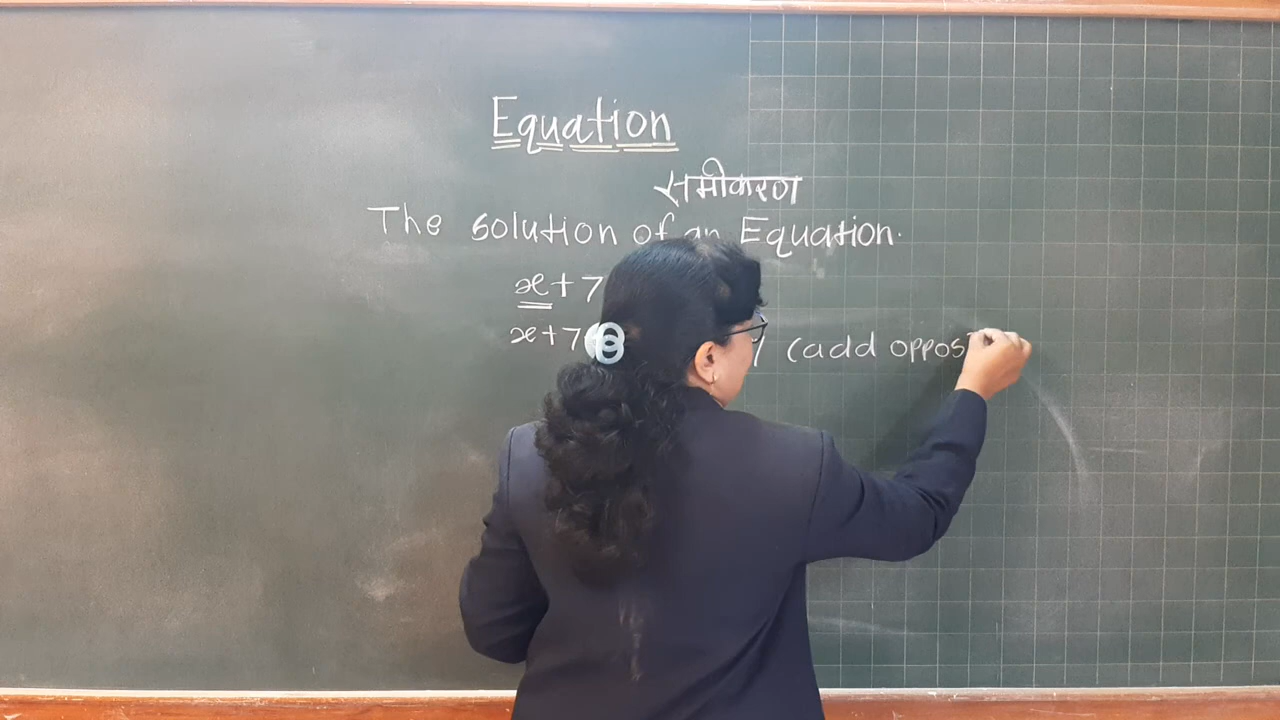 Equation
समीकरण
The solution of an Equation.
x + 7
x + 7 (add oppos